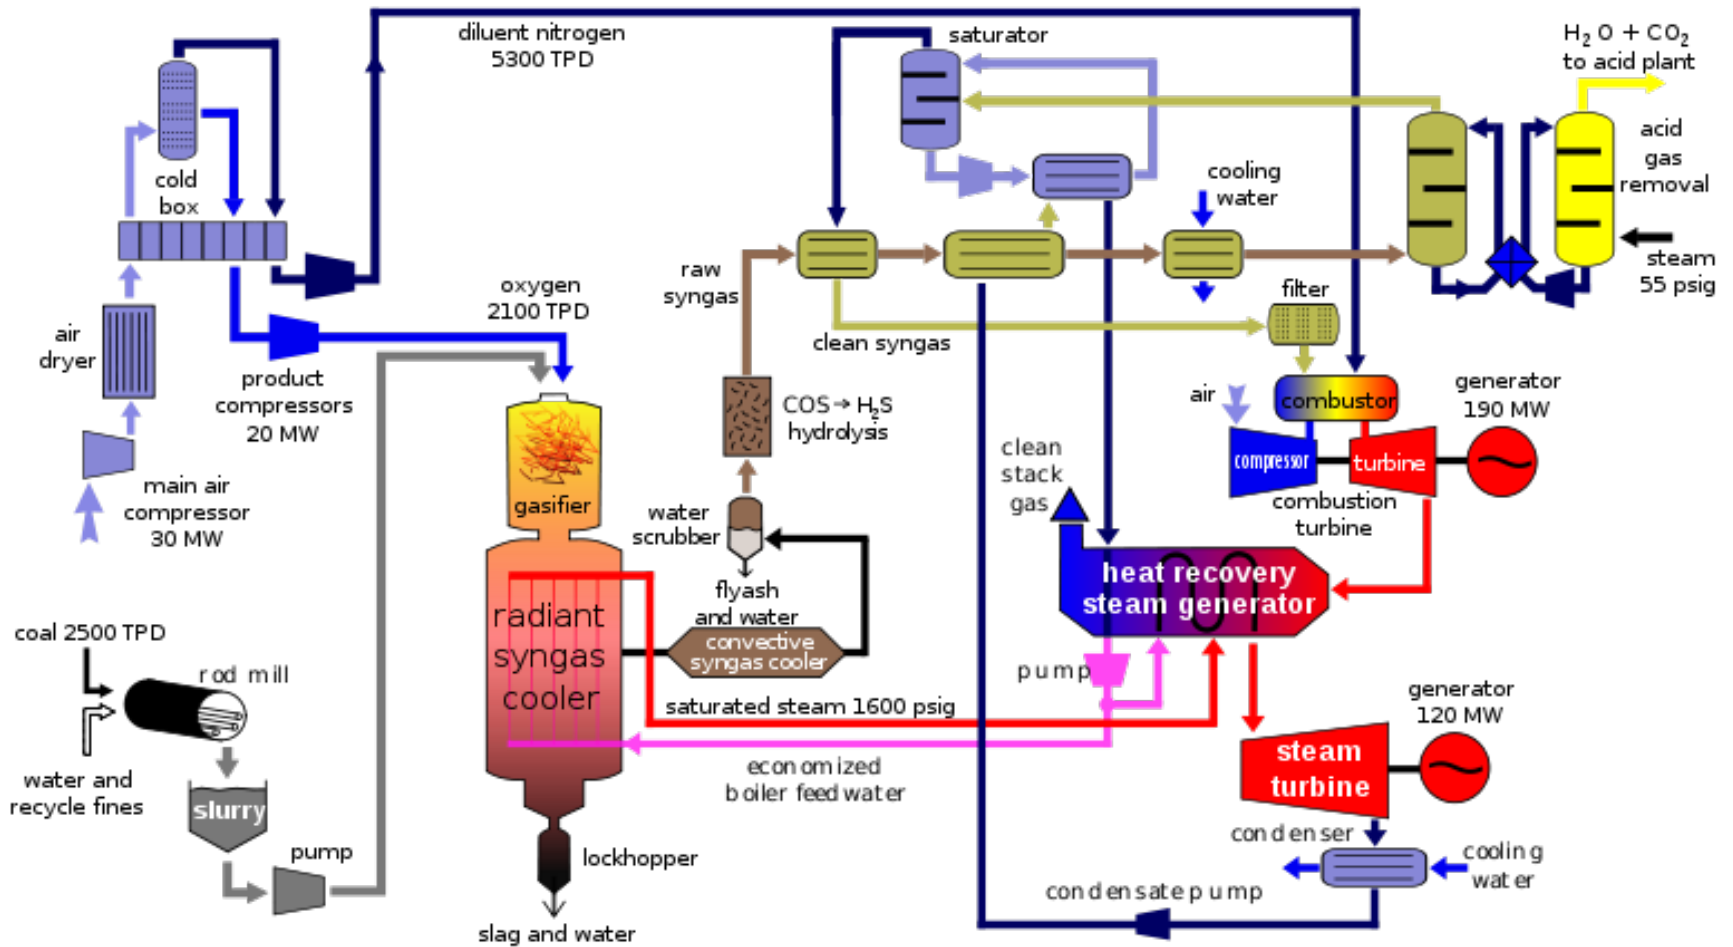 diluent nitrogen
5300 TPD
saturator
H₂O + CO₂
to acid plant
acid
gas
removal
steam
55 psig
cold
box
cooling
water
raw
syngas
oxygen
2100 TPD
filter
clean syngas
air
dryer
product
compressors
20 MW
main air
compressor
30 MW
COS→H₂S
hydrolysis
air
combustor
generator
190 MW
compressor
turbine
combustion
turbine
clean
stack
gas
gasifier
water
scrubber
flyash
and water
heat recovery
steam generator
radiant
syngas
cooler
convective
syngas cooler
coal 2500 TPD
rod mill
water and
recycle fines
slurry
pump
saturated steam 1600 psig
pump
economized
boiler feed water
generator
120 MW
steam
turbine
lockhopper
slag and water
condenser
cooling
water
condensate pump